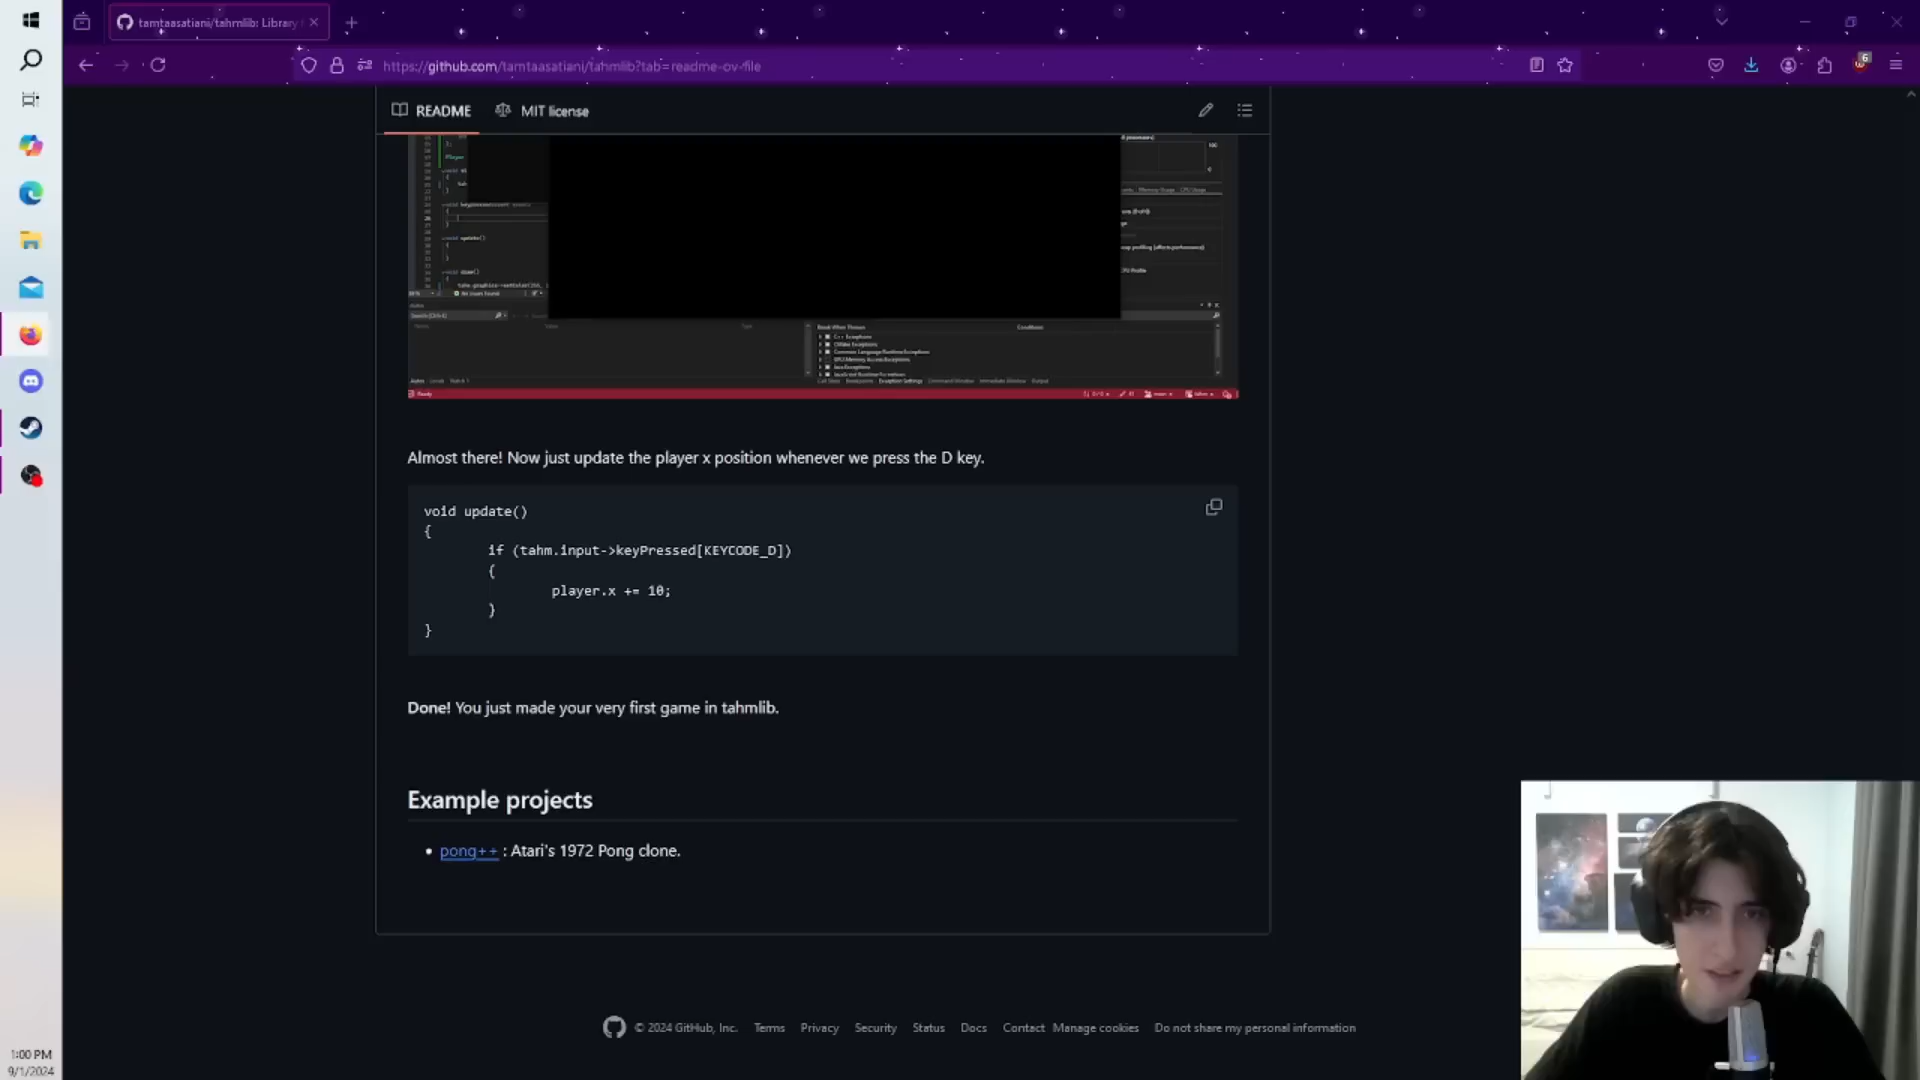 tamtaasatiani/tahmlib: Library
https://github.com/tamtaasatiani/tahmlib?tab=readme-ov-file
6
README
MIT license
Almost there! Now just update the player x position whenever we press the D key.
void update()
{
if (tahm.input->keyPressed[KEYCODE_D])
{
player.x += 10;
}
}
Done! You just made your very first game in tahmlib.
Example projects
pong++ : Atari's 1972 Pong clone.
© 2024 GitHub, Inc. Terms Privacy Security Status Docs Contact Manage cookies Do not share my personal information
1:00 PM
9/1/2024